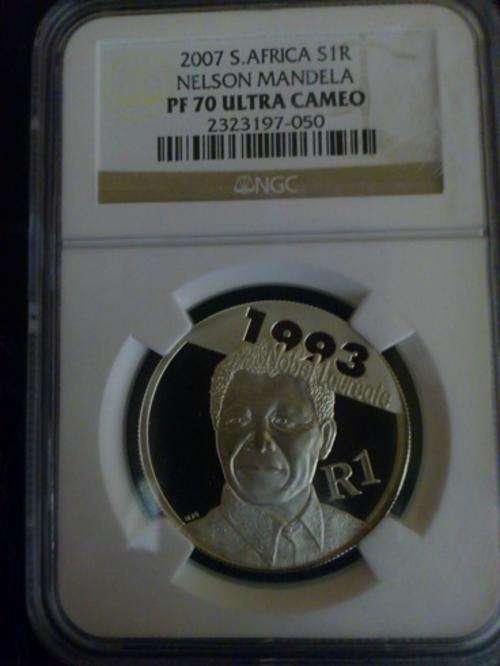 2007 S.AFRICA S1R
NELSON MANDELA
PF 70 ULTRA CAMEO
2323197-050
NGC
1993
Nobel Laureate
R1